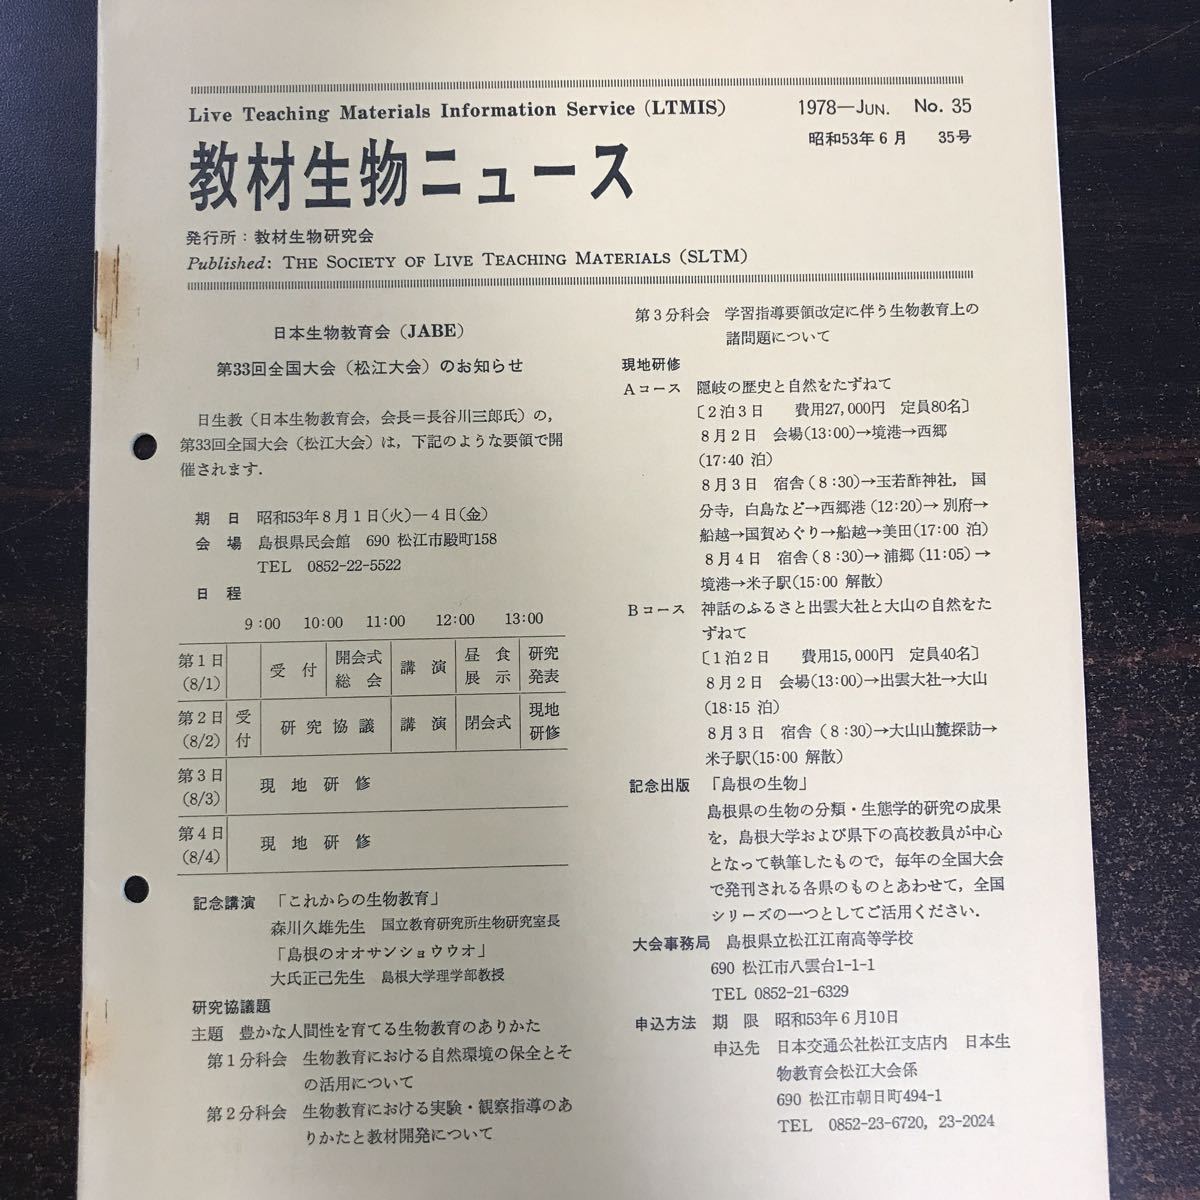 Live Teaching Materials Information Service (LTMIS)
1978—JUN. No. 35
昭和53年6月 35号
教材生物ニュース
発行所：教材生物研究会
Published: THE SOCIETY OF LIVE TEACHING MATERIALS (SLTM)
日本生物教育会（JABE）
第33回全国大会（松江大会）のお知らせ
日生教（日本生物教育会，会長＝長谷川三郎氏）の，
第33回全国大会（松江大会）は，下記のような要領で開
催されます．
期 日 昭和53年8月1日(火)—4日(金)
会 場 島根県民会館 690 松江市殿町158
TEL 0852-22-5522
日 程
9:00 10:00 11:00 12:00 13:00
第1日 受 付 開会式 講 演 昼 食 研究
(8/1) 総 会 展 示 発表
第2日 受 研究協議 講 演 閉会式 現地
(8/2) 付 研修
第3日 現地研修
(8/3)
第4日 現地研修
(8/4)
記念講演 「これからの生物教育」
森川久雄先生 国立教育研究所生物研究室長
「島根のオオサンショウウオ」
大氏正己先生 島根大学理学部教授
研究協議題
主題 豊かな人間性を育てる生物教育のありかた
第1分科会 生物教育における自然環境の保全とそ
の活用について
第2分科会 生物教育における実験・観察指導のあ
りかたと教材開発について
第3分科会 学習指導要領改定に伴う生物教育上の
諸問題について
現地研修
Aコース 隠岐の歴史と自然をたずねて
〔2泊3日 費用27,000円 定員80名〕
8月2日 会場(13:00)→境港→西郷
(17:40 泊)
8月3日 宿舎(8:30)→玉若酢神社，国
分寺，白島など→西郷港(12:20)→別府→
船越→国賀めぐり→船越→美田(17:00 泊)
8月4日 宿舎(8:30)→浦郷(11:05)→
境港→米子駅(15:00 解散)
Bコース 神話のふるさと出雲大社と大山の自然をた
ずねて
〔1泊2日 費用15,000円 定員40名〕
8月2日 会場(13:00)→出雲大社→大山
(18:15 泊)
8月3日 宿舎(8:30)→大山山麓探訪→
米子駅(15:00 解散)
記念出版 「島根の生物」
島根県の生物の分類・生態学的研究の成果
を，島根大学および県下の高校教員が中心
となって執筆したもので，毎年の全国大会
で発刊される各県のものとあわせて，全国
シリーズの一つとしてご活用ください．
大会事務局 島根県立松江江南高等学校
690 松江市八雲台1-1-1
TEL 0852-21-6329
申込方法 期 限 昭和53年6月10日
申込先 日本交通公社松江支店内 日本生
物教育会松江大会係
690 松江市朝日町494-1
TEL 0852-23-6720, 23-2024